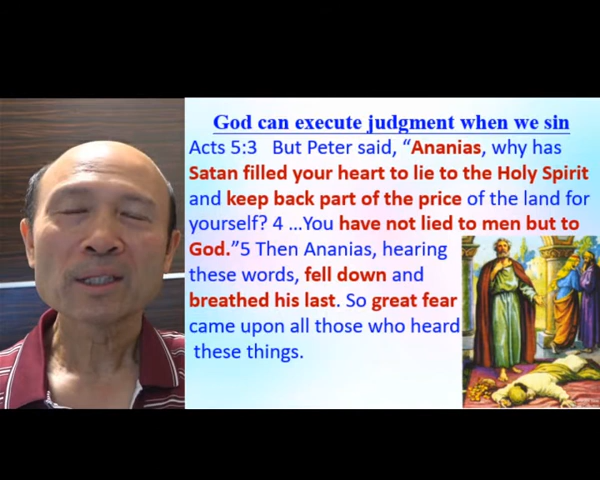 God can execute judgment when we sin
Acts 5:3 But Peter said, “Ananias, why has
Satan filled your heart to lie to the Holy Spirit
and keep back part of the price of the land for
yourself? 4 …You have not lied to men but to
God.”5 Then Ananias, hearing
these words, fell down and
breathed his last. So great fear
came upon all those who heard
these things.